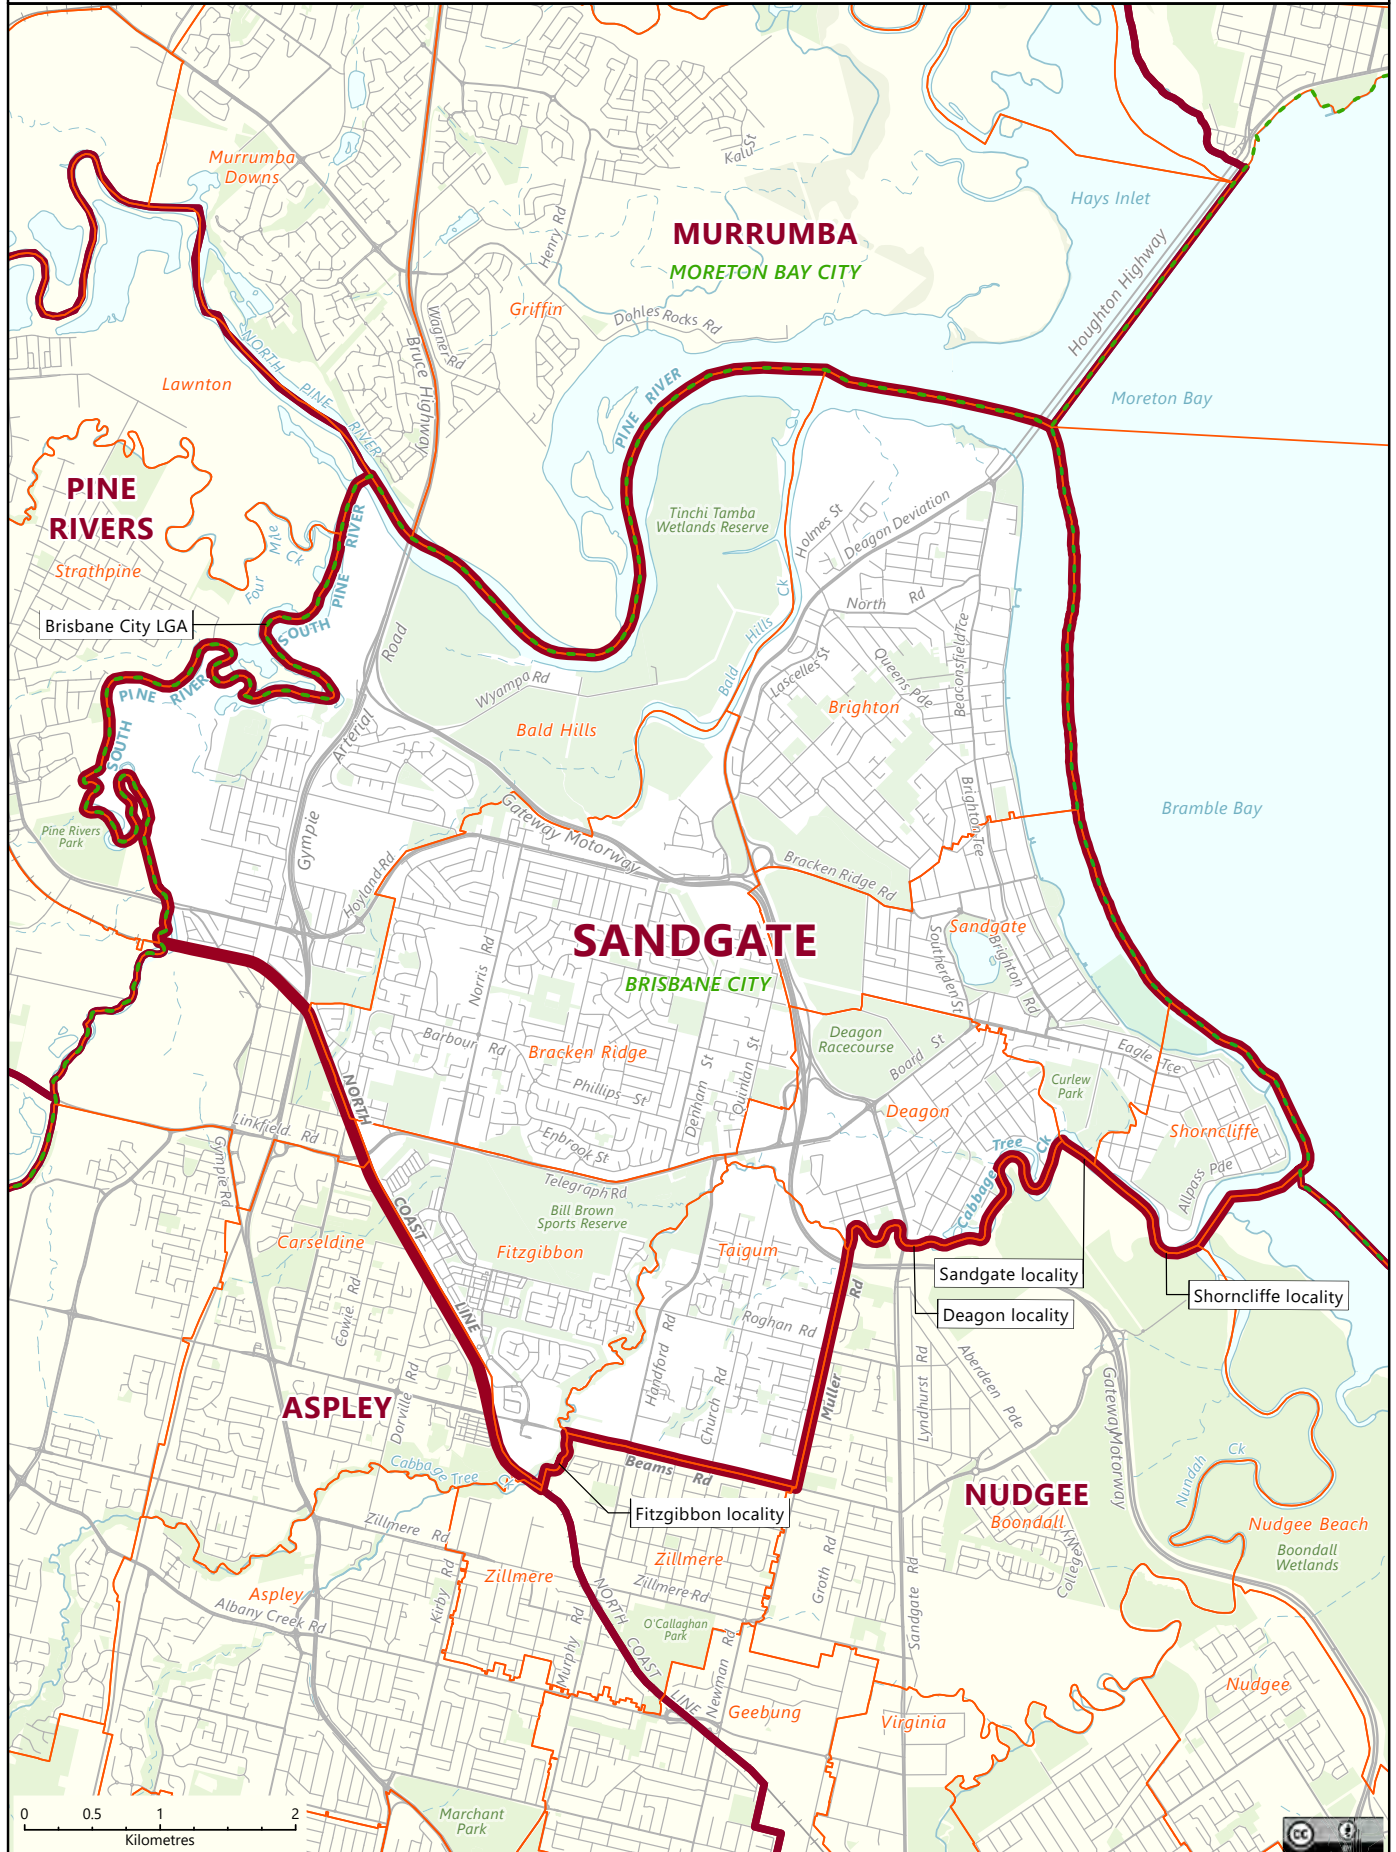 Murrumba
Downs
Kalu St
Hays Inlet
MURRUMBA
MORETON BAY CITY
Henry Rd
Houghton Highway
Griffin
Dohles Rocks Rd
Wagner Rd
Bruce Highway
NORTH PINE RIVER
Lawnton
PINE RIVER
Moreton Bay
Ck
PINE
RIVERS
Tinchi Tamba
Wetlands Reserve
Holmes St
Deagon Deviation
Four Mile Ck
Strathpine
SOUTH PINE RIVER
North Rd
Brisbane City LGA
Bald Hills Ck
Road
Beaconsfield Tce
Lascelles St
Queens Pde
PINE RIVER
SOUTH
Wyampa Rd
Brighton
Bald Hills
Arterial
Gympie
Brighton Tce
Bramble Bay
Gateway Motorway
Pine Rivers
Park
Hoyland Rd
Bracken Ridge Rd
SANDGATE
BRISBANE CITY
Sandgate
Norris Rd
Southerden St
Brighton Rd
Barbour Rd
Bracken Ridge
Deagon
Racecourse
Board St
Eagle Tce
Quinlan St
Denham St
Phillips St
Curlew
Park
NORTH
COAST
LINE
Linkfield Rd
Deagon
Shorncliffe
Enbrook St
Cabbage Tree Ck
Gympie Rd
Telegraph Rd
Allpass Pde
Bill Brown
Sports Reserve
Carseldine
Fitzgibbon
Taigum
Sandgate locality
Shorncliffe locality
Deagon locality
Cowie Rd
Roghan Rd
Muller Rd
Handford Rd
Church Rd
Lyndhurst Rd
Aberdeen Pde
Gateway Motorway
ASPLEY
Dorville Rd
Cabbage Tree Ck
Beams Rd
Nundah Ck
NUDGEE
Boondall
Fitzgibbon locality
Nudgee Beach
Boondall
Wetlands
Zillmere Rd
Zillmere
Zillmere
Zillmere Rd
Aspley
Albany Creek Rd
Kirby Rd
Murphy Rd
NORTH COAST LINE
O'Callaghan
Park
Newman Rd
Groth Rd
Sandgate Rd
College
Nudgee
Geebung
Virginia
Marchant
Park
0 0.5 1 2
Kilometres
cc